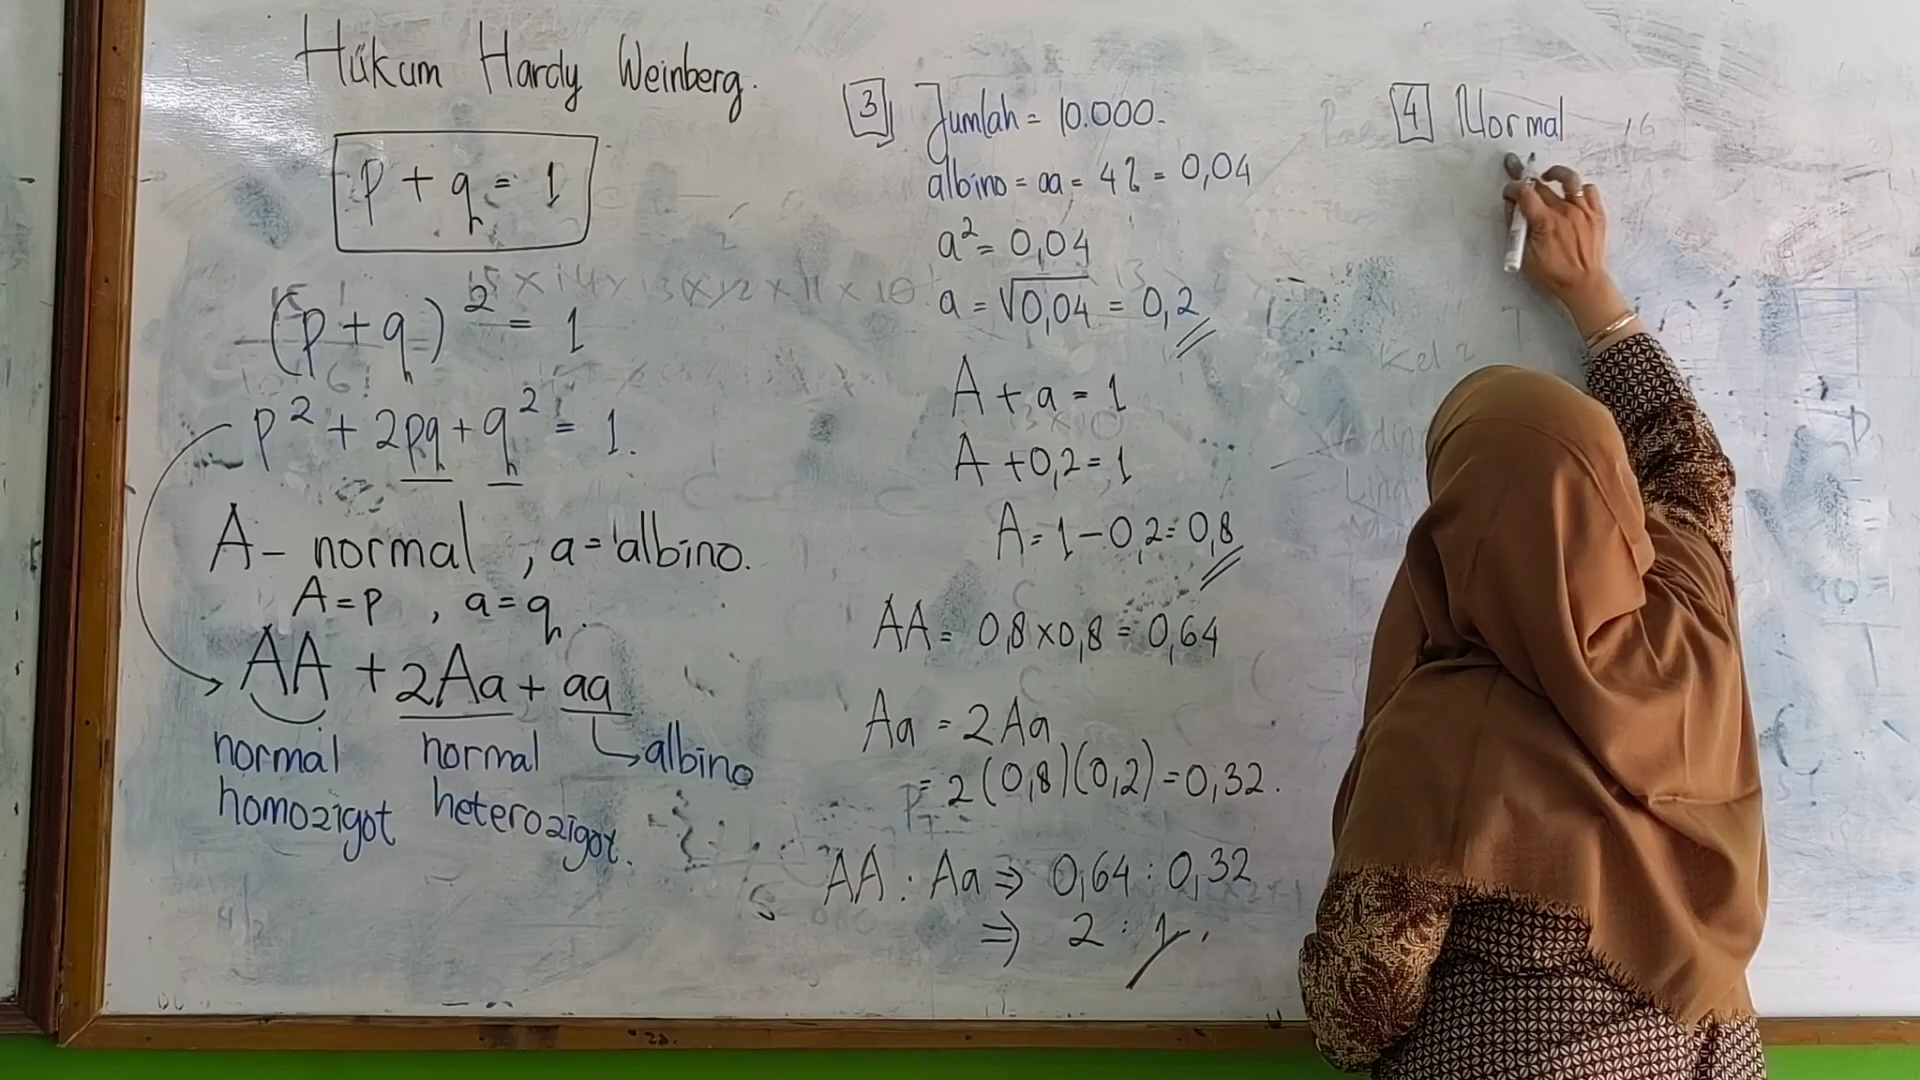 Hukum Hardy Weinberg.
p + q = 1
(p + q)² = 1
p² + 2pq + q² = 1.
A - normal , a = albino.
A = p , a = q.
AA + 2Aa + aa
normal normal albino
homozigot heterozigot.
3 Jumlah = 10.000.
albino = aa = 4% = 0,04
a² = 0,04
a = √0,04 = 0,2
A + a = 1
A + 0,2 = 1
A = 1 - 0,2 = 0,8
AA = 0,8 x 0,8 = 0,64
Aa = 2 Aa
= 2 (0,8)(0,2) = 0,32.
AA : Aa ⇒ 0,64 : 0,32
⇒ 2 : 1.
4 Normal